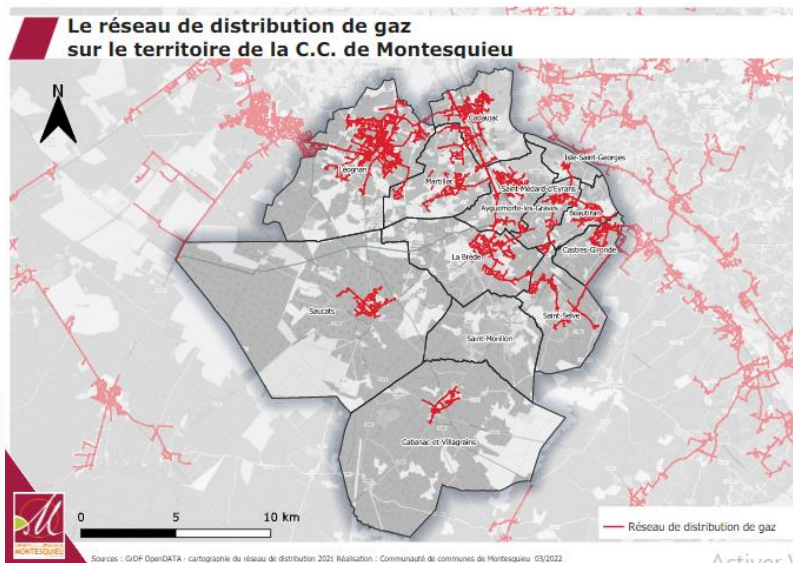 Le réseau de distribution de gaz
sur le territoire de la C.C. de Montesquieu
N
Cadaujac
Isle-Saint-Georges
Léognan
Martillac
Saint-Médard-d'Eyrans
Ayguemorte-les-Graves
Beautiran
Castres-Gironde
La Brède
Saucats
Saint-Selve
Saint-Morillon
Cabanac-et-Villagrains
0 5 10 km
Réseau de distribution de gaz
MONTESQUIEU
Sources : GrDF OpenDATA - cartographie du réseau de distribution 2021 Réalisation : Communauté de communes de Montesquieu 03/2022
Activer